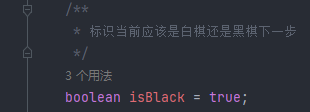 /**
 * 标识当前应该是白棋还是黑棋下一步
 */
3 个用法
boolean isBlack = true;